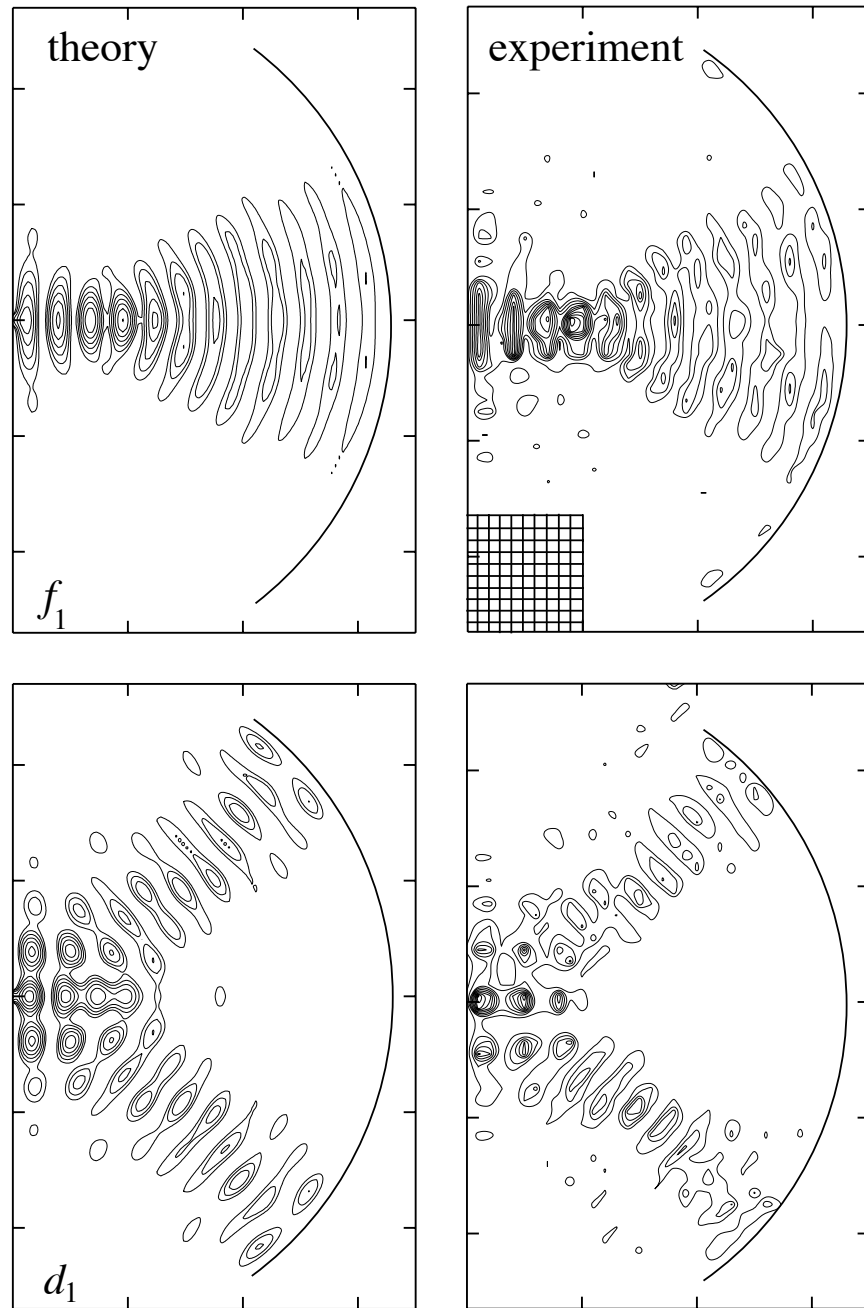 theory
experiment
f₁
d₁